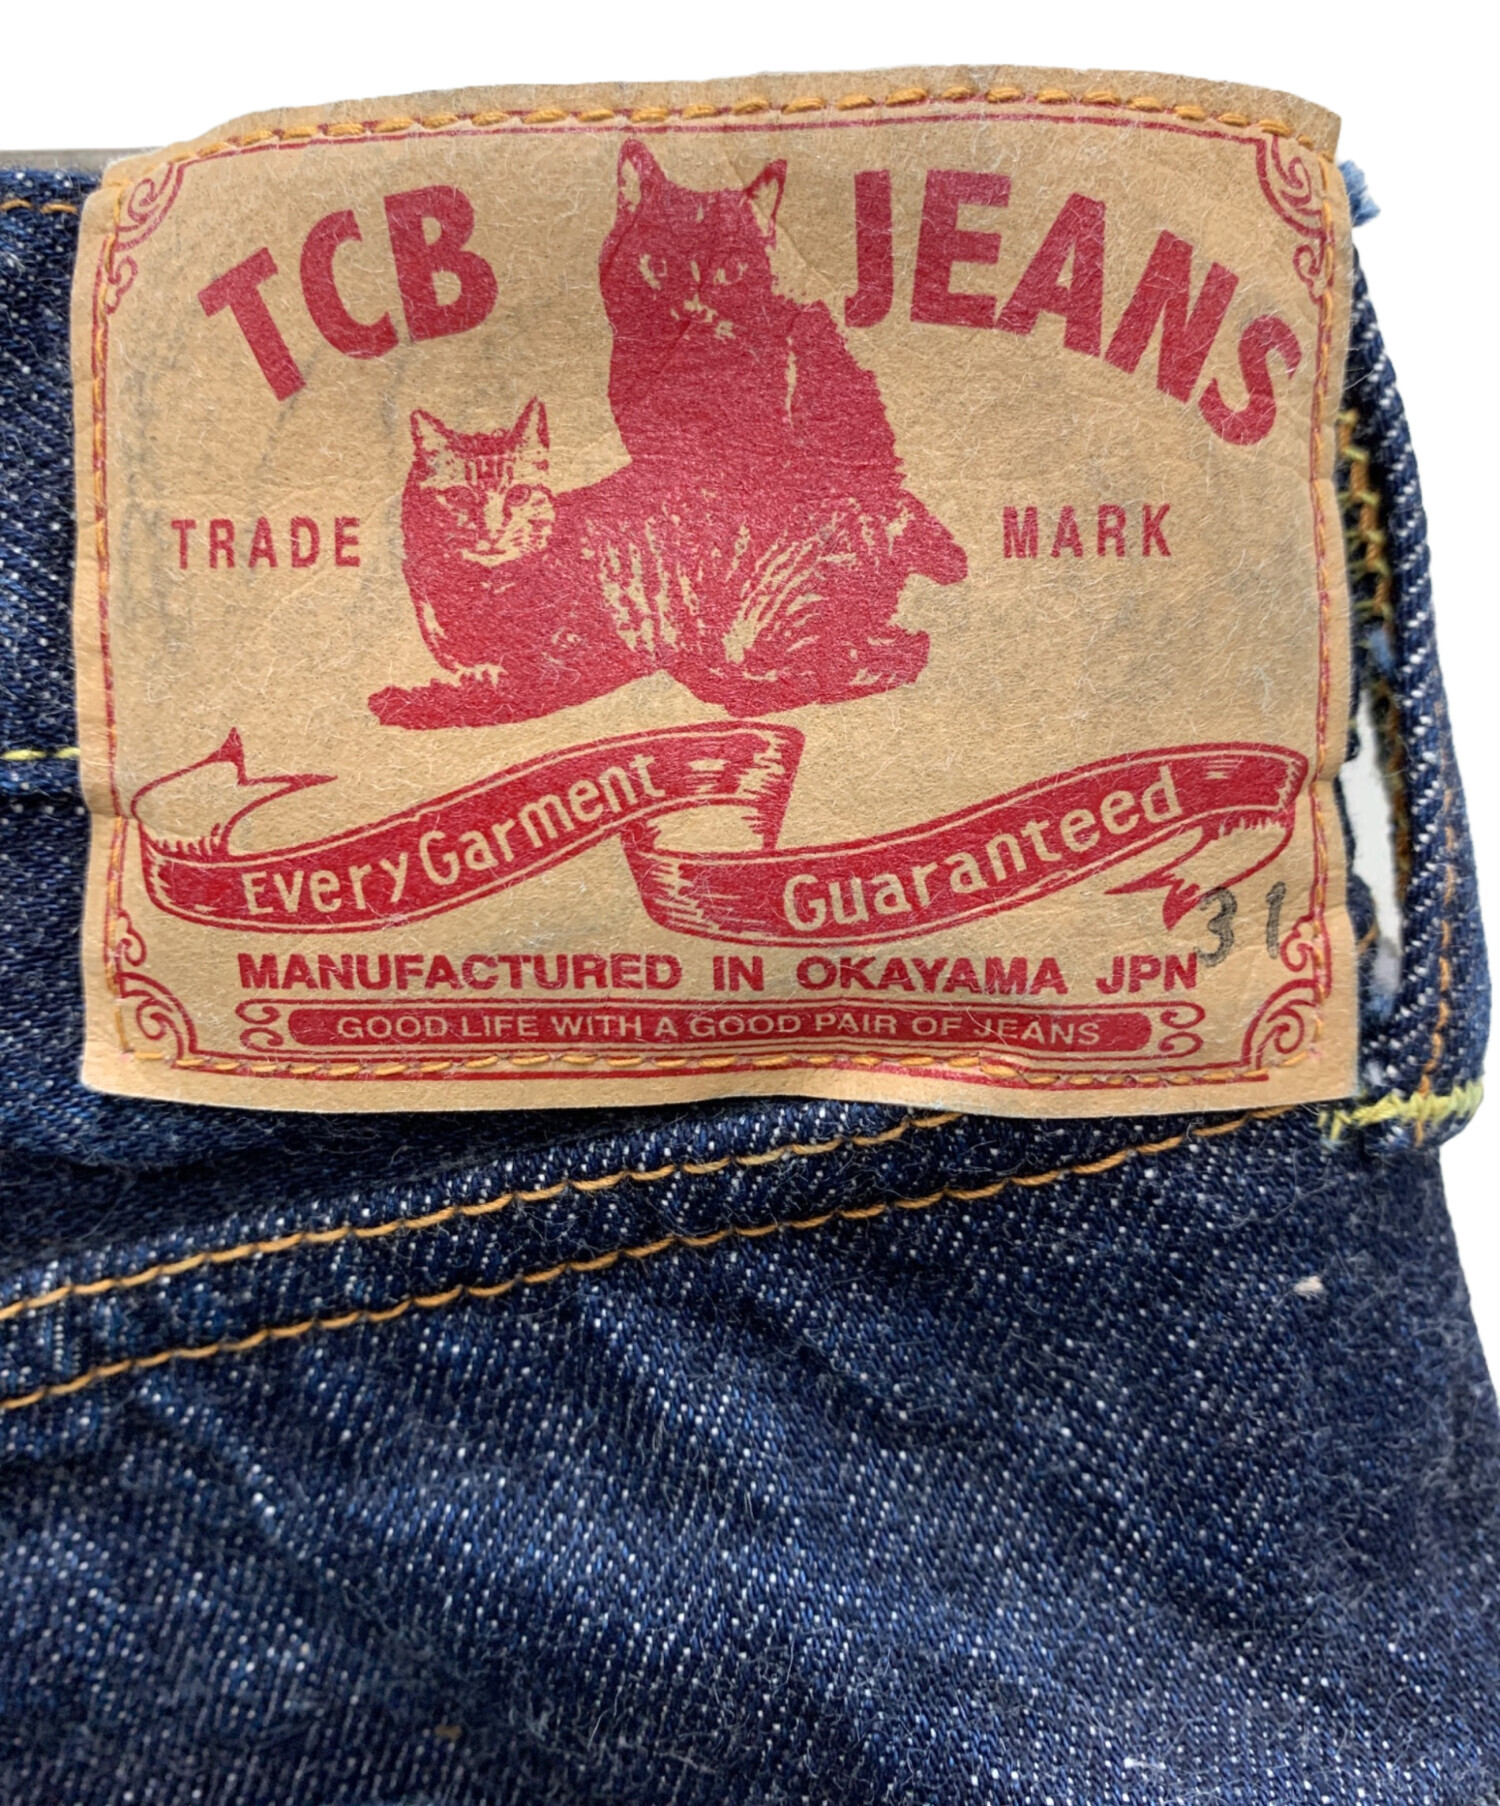 TCB JEANS
TRADE MARK
Every Garment Guaranteed
31
MANUFACTURED IN OKAYAMA JPN
GOOD LIFE WITH A GOOD PAIR OF JEANS